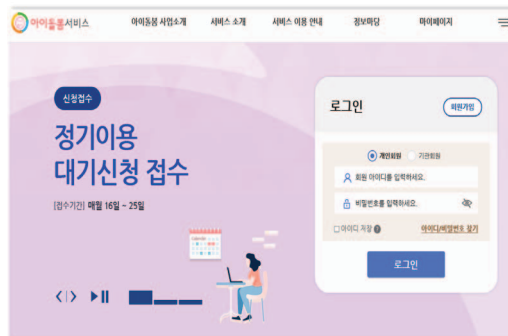 아이돌봄서비스
아이돌봄 사업소개 서비스 소개 서비스 이용 안내 정보마당 마이페이지
신청접수
정기이용
대기신청 접수
[접수기간] 매월 16일 ~ 25일
로그인
회원가입
개인회원 기관회원
회원 아이디를 입력하세요.
비밀번호를 입력하세요.
아이디 저장
아이디/비밀번호 찾기
로그인